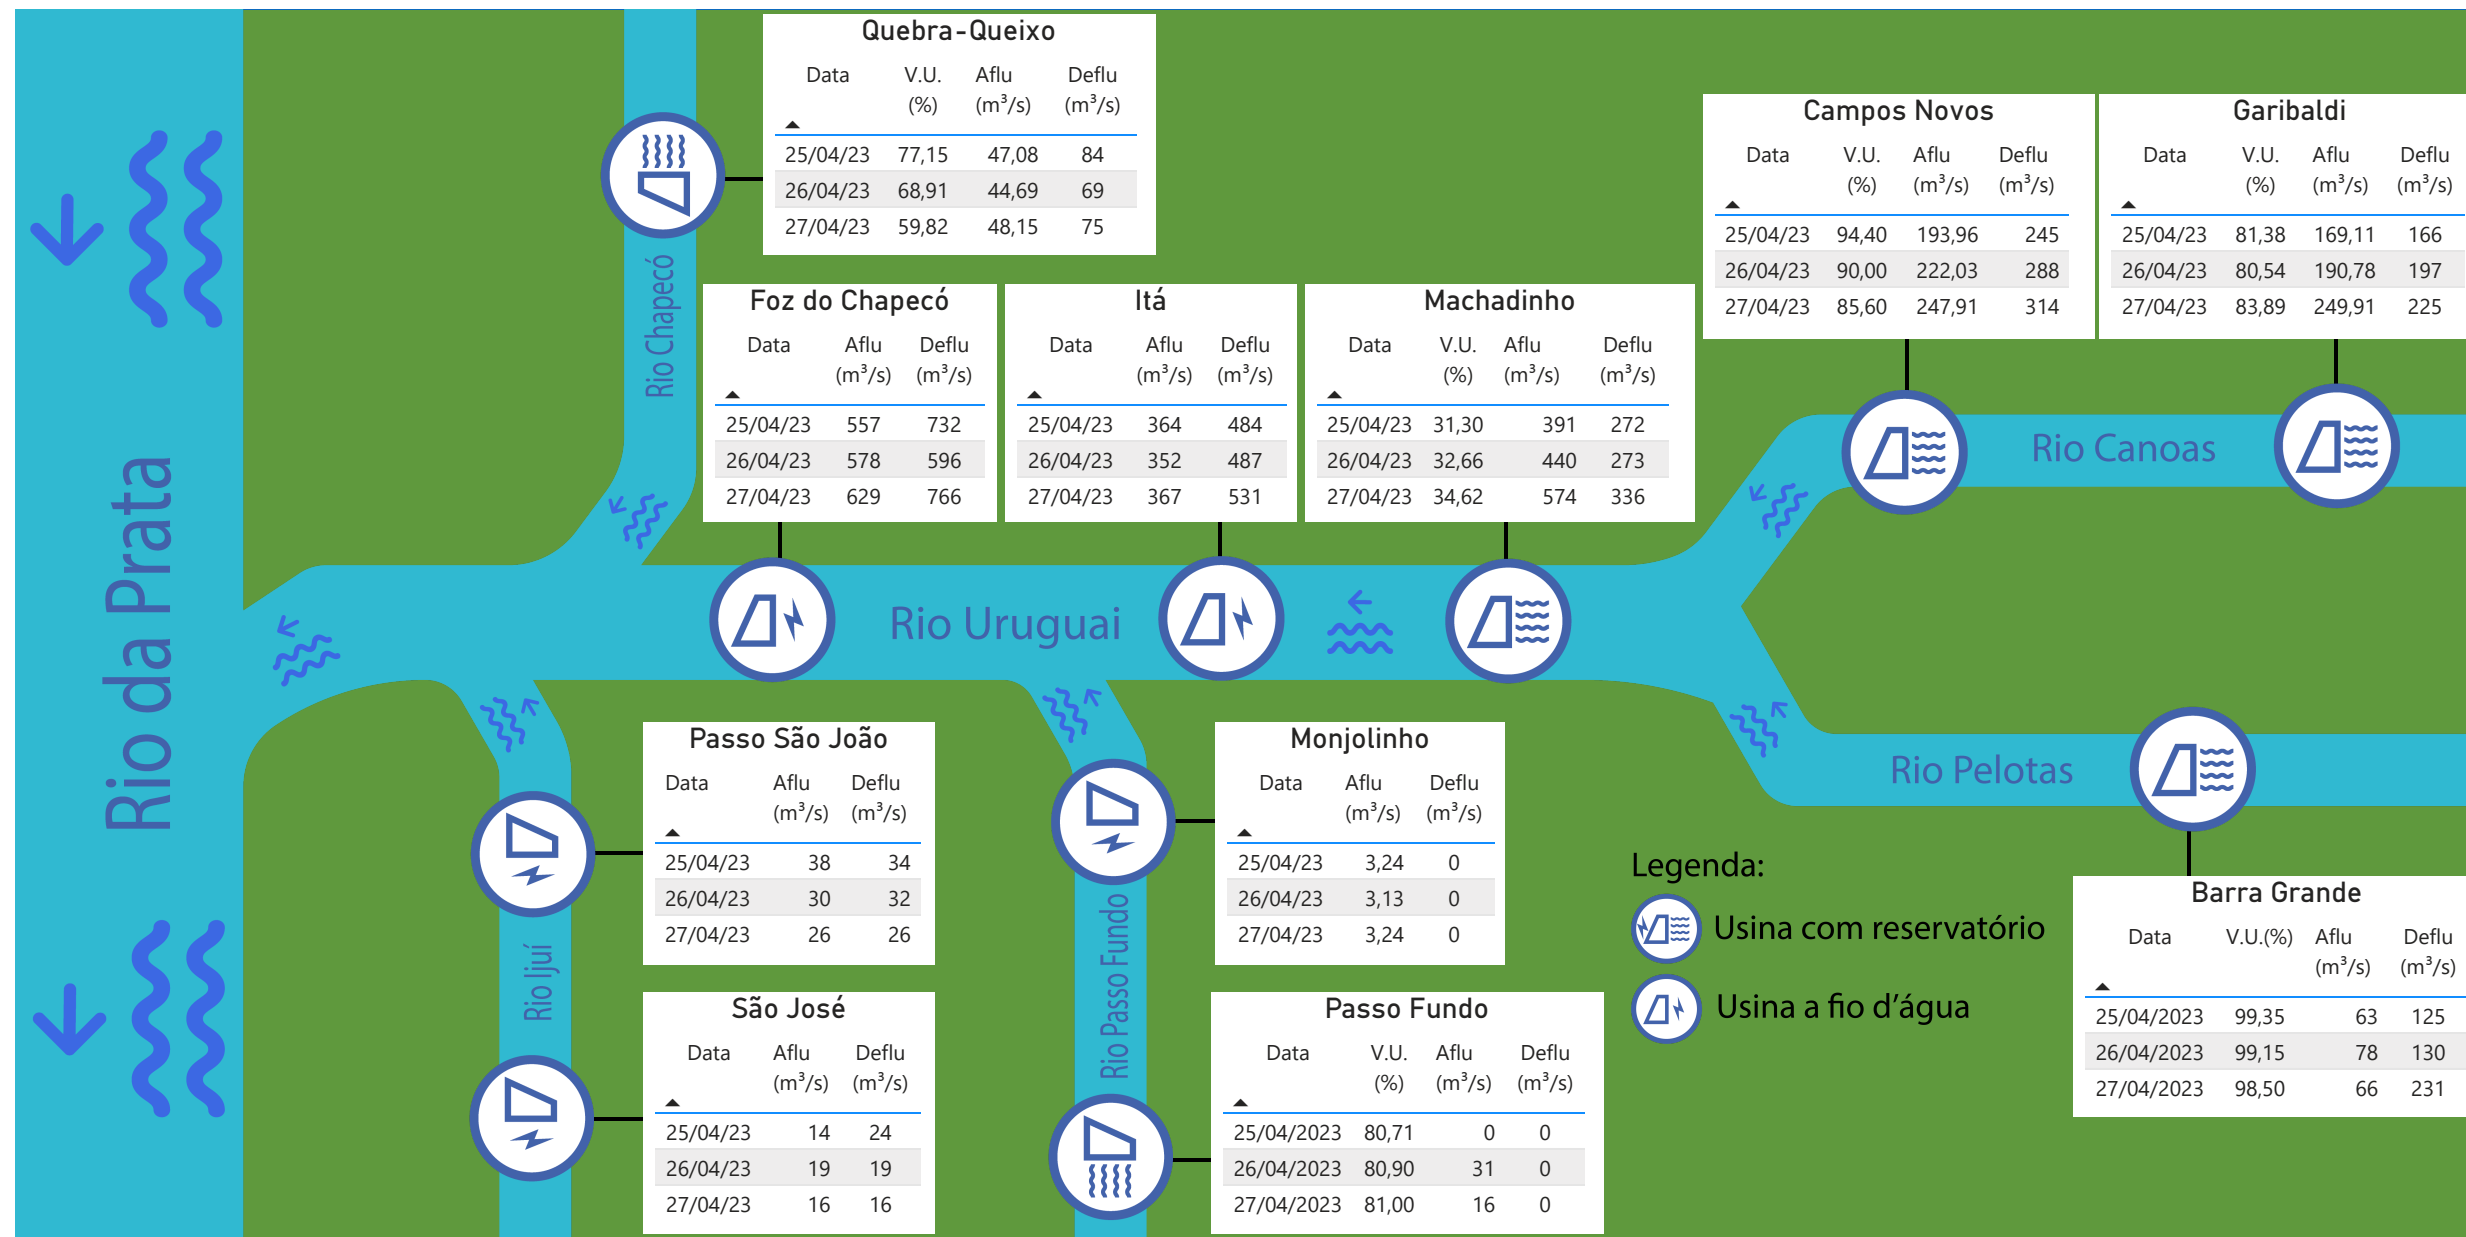 Quebra-Queixo
Data V.U. (%) Aflu (m³/s) Deflu (m³/s)
25/04/23 77,15 47,08 84
26/04/23 68,91 44,69 69
27/04/23 59,82 48,15 75
Campos Novos
Data V.U. (%) Aflu (m³/s) Deflu (m³/s)
25/04/23 94,40 193,96 245
26/04/23 90,00 222,03 288
27/04/23 85,60 247,91 314
Garibaldi
Data V.U. (%) Aflu (m³/s) Deflu (m³/s)
25/04/23 81,38 169,11 166
26/04/23 80,54 190,78 197
27/04/23 83,89 249,91 225
Rio Chapecó
Foz do Chapecó
Data Aflu (m³/s) Deflu (m³/s)
25/04/23 557 732
26/04/23 578 596
27/04/23 629 766
Itá
Data Aflu (m³/s) Deflu (m³/s)
25/04/23 364 484
26/04/23 352 487
27/04/23 367 531
Machadinho
Data V.U. (%) Aflu (m³/s) Deflu (m³/s)
25/04/23 31,30 391 272
26/04/23 32,66 440 273
27/04/23 34,62 574 336
Rio Canoas
Rio da Prata
Rio Uruguai
Rio Pelotas
Passo São João
Data Aflu (m³/s) Deflu (m³/s)
25/04/23 38 34
26/04/23 30 32
27/04/23 26 26
Monjolinho
Data Aflu (m³/s) Deflu (m³/s)
25/04/23 3,24 0
26/04/23 3,13 0
27/04/23 3,24 0
Legenda:
Usina com reservatório
Usina a fio d’água
Barra Grande
Data V.U.(%) Aflu (m³/s) Deflu (m³/s)
25/04/2023 99,35 63 125
26/04/2023 99,15 78 130
27/04/2023 98,50 66 231
Rio Ijuí
Rio Passo Fundo
São José
Data Aflu (m³/s) Deflu (m³/s)
25/04/23 14 24
26/04/23 19 19
27/04/23 16 16
Passo Fundo
Data V.U. (%) Aflu (m³/s) Deflu (m³/s)
25/04/2023 80,71 0 0
26/04/2023 80,90 31 0
27/04/2023 81,00 16 0